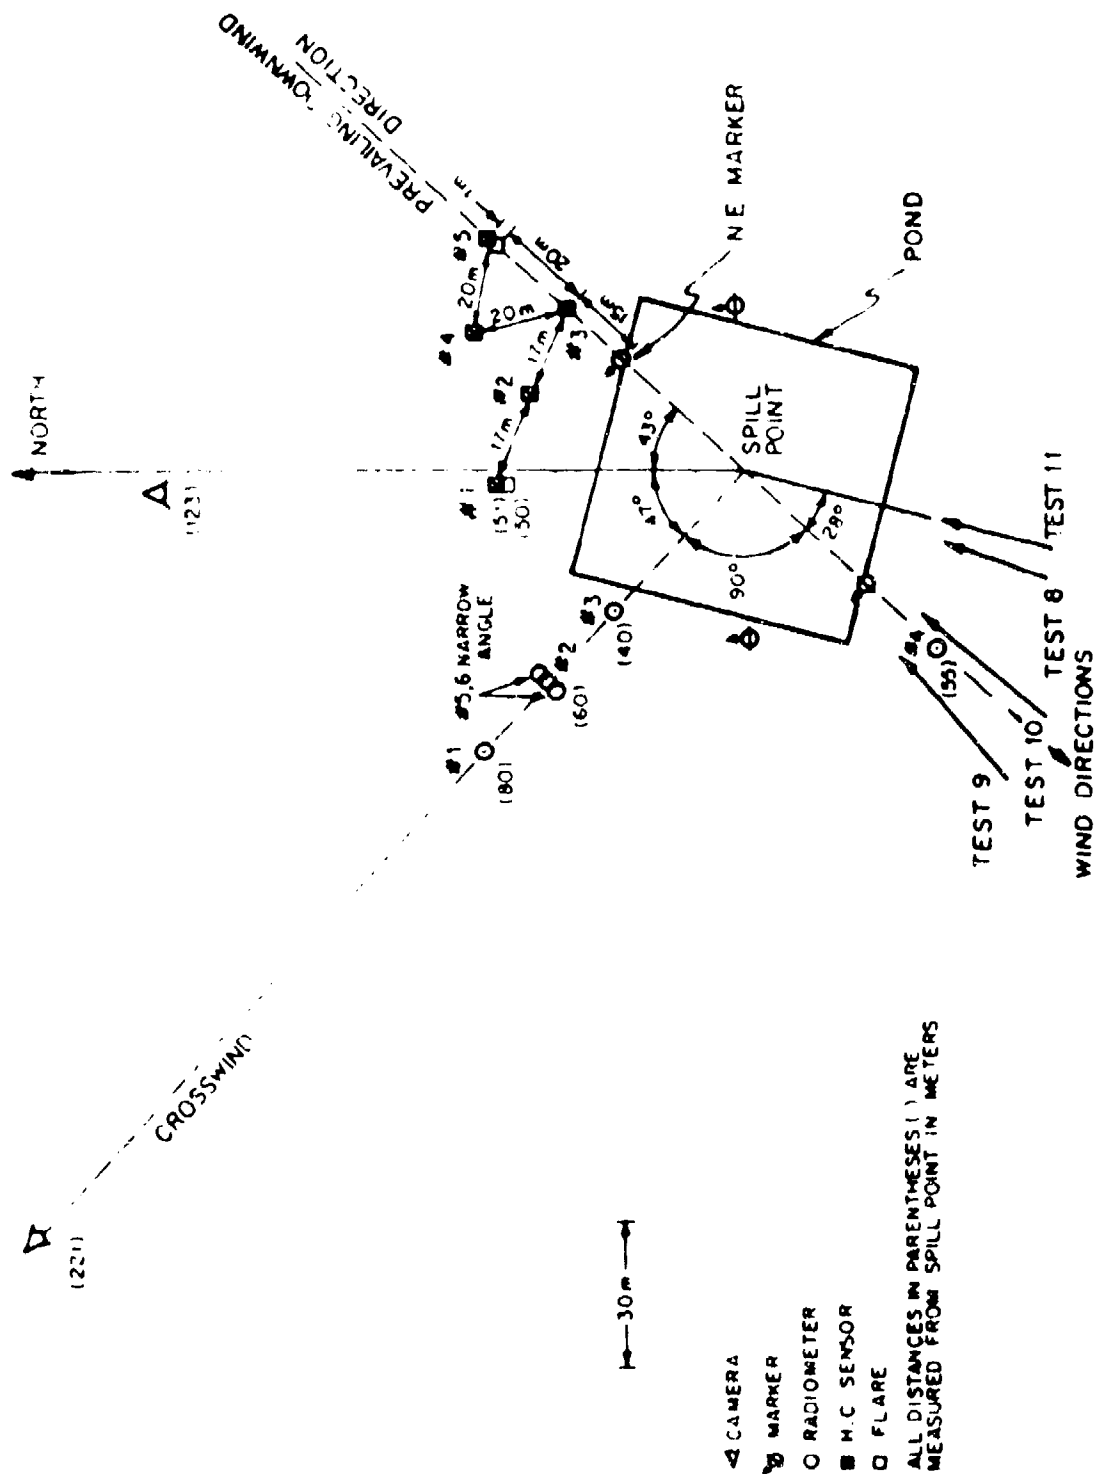 NORTH
PREVAILING DOWNWIND
DIRECTION
(123)
#1
(51)
(50)
17m
#2
17m
#3
#4
20m
20m
#5
1m
20m
15m
NE MARKER
POND
SPILL
POINT
43°
47°
90°
28°
#5,6 NARROW
ANGLE
#1
(80)
#2
(60)
#3
(40)
#4
(55)
TEST 9
TEST 10
TEST 8
TEST 11
WIND DIRECTIONS
CROSSWIND
(221)
30m
CAMERA
MARKER
RADIOMETER
H.C SENSOR
FLARE
ALL DISTANCES IN PARENTHESES ( ) ARE
MEASURED FROM SPILL POINT IN METERS